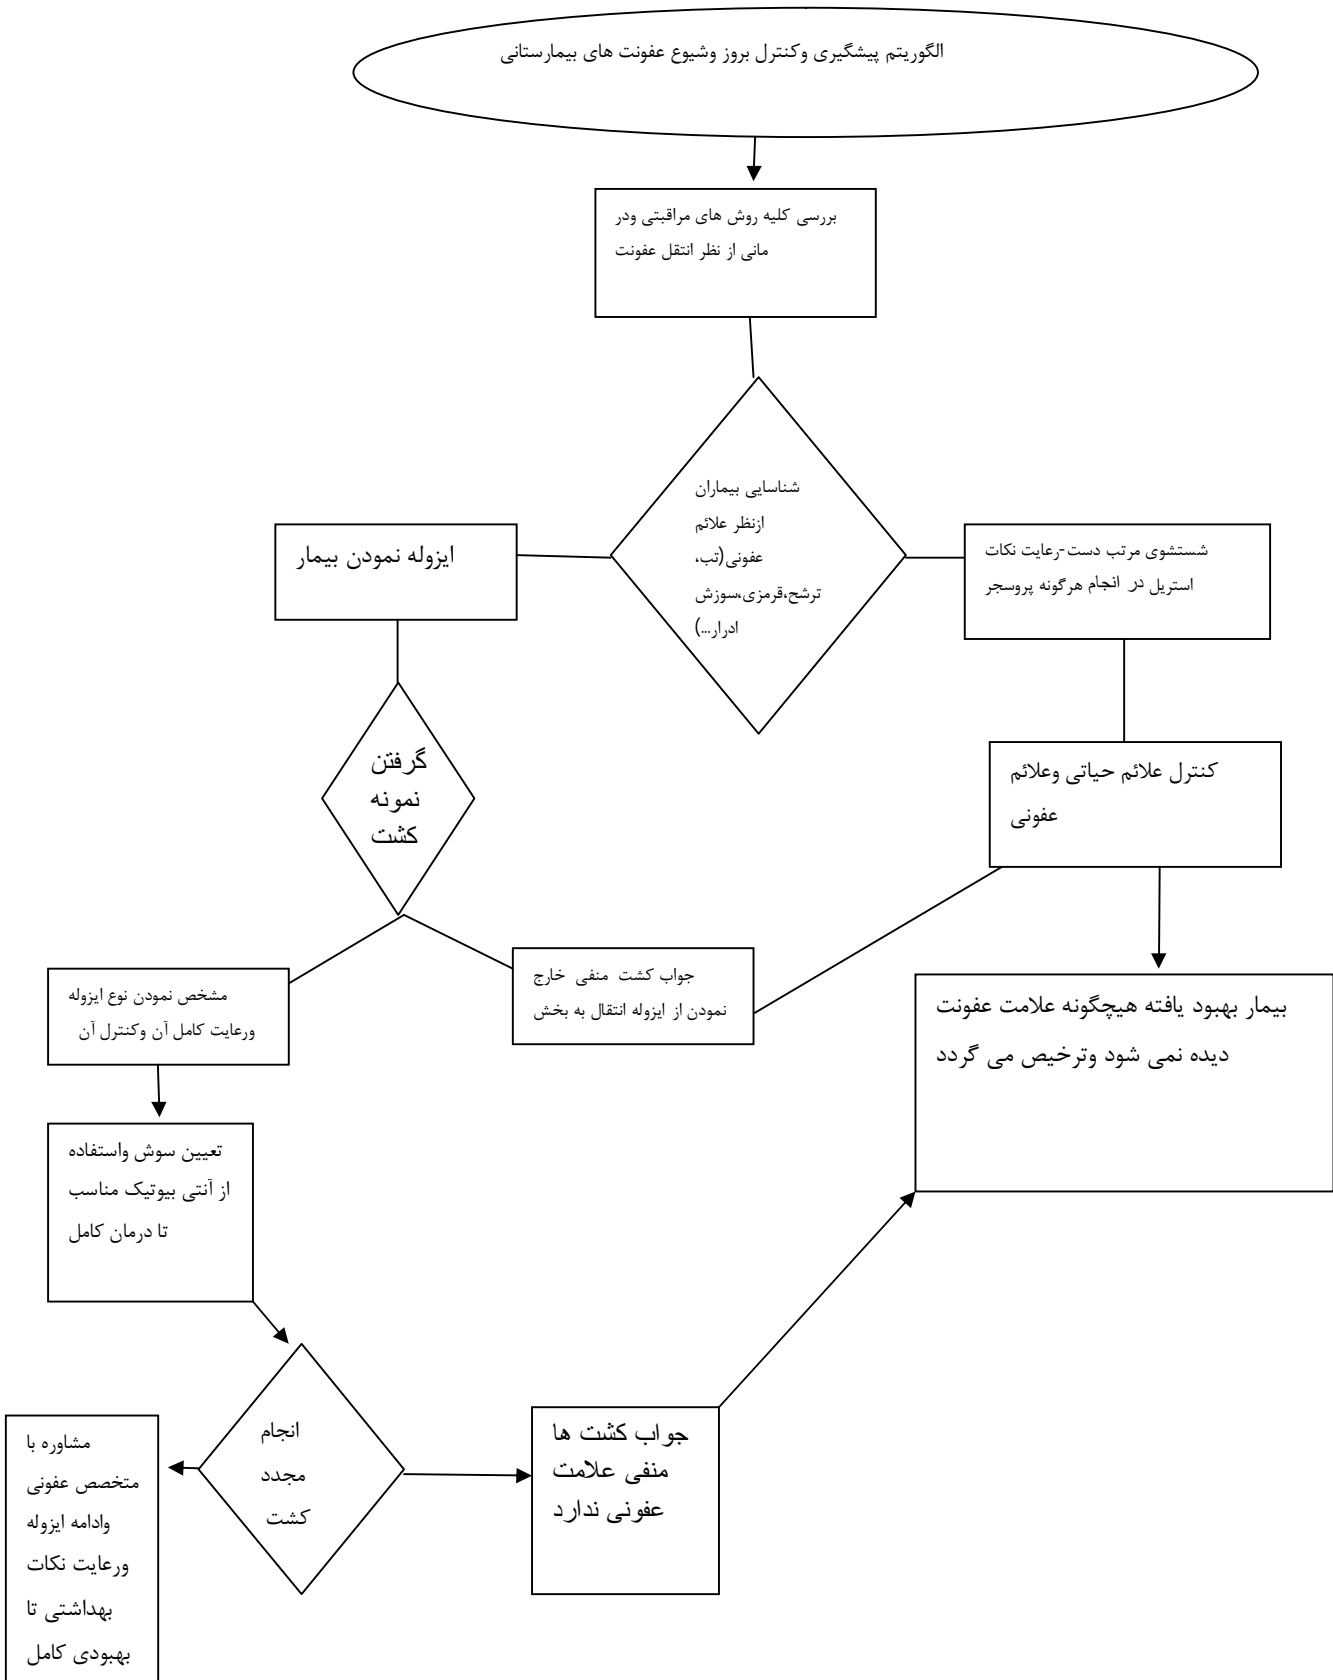 الگوریتم پیشگیری وکنترل بروز وشیوع عفونت های بیمارستانی
بررسی کلیه روش های مراقبتی ودر
مانی از نظر انتقل عفونت
شناسایی بیماران
ازنظر علائم
عفونی(تب،
ترشح،قرمزی،سوزش
ادرار...)
شستشوی مرتب دست-رعایت نکات
استریل در انجام هرگونه پروسجر
ایزوله نمودن بیمار
گرفتن
نمونه
کشت
کنترل علائم حیاتی وعلائم
عفونی
جواب کشت منفی خارج
نمودن از ایزوله انتقال به بخش
مشخص نمودن نوع ایزوله
ورعایت کامل آن وکنترل آن
بیمار بهبود یافته هیچگونه علامت عفونت
دیده نمی شود وترخیص می گردد
تعیین سوش واستفاده
از آنتی بیوتیک مناسب
تا درمان کامل
انجام
مجدد
کشت
جواب کشت ها
منفی علامت
عفونی ندارد
مشاوره با
متخصص عفونی
وادامه ایزوله
ورعایت نکات
بهداشتی تا
بهبودی کامل